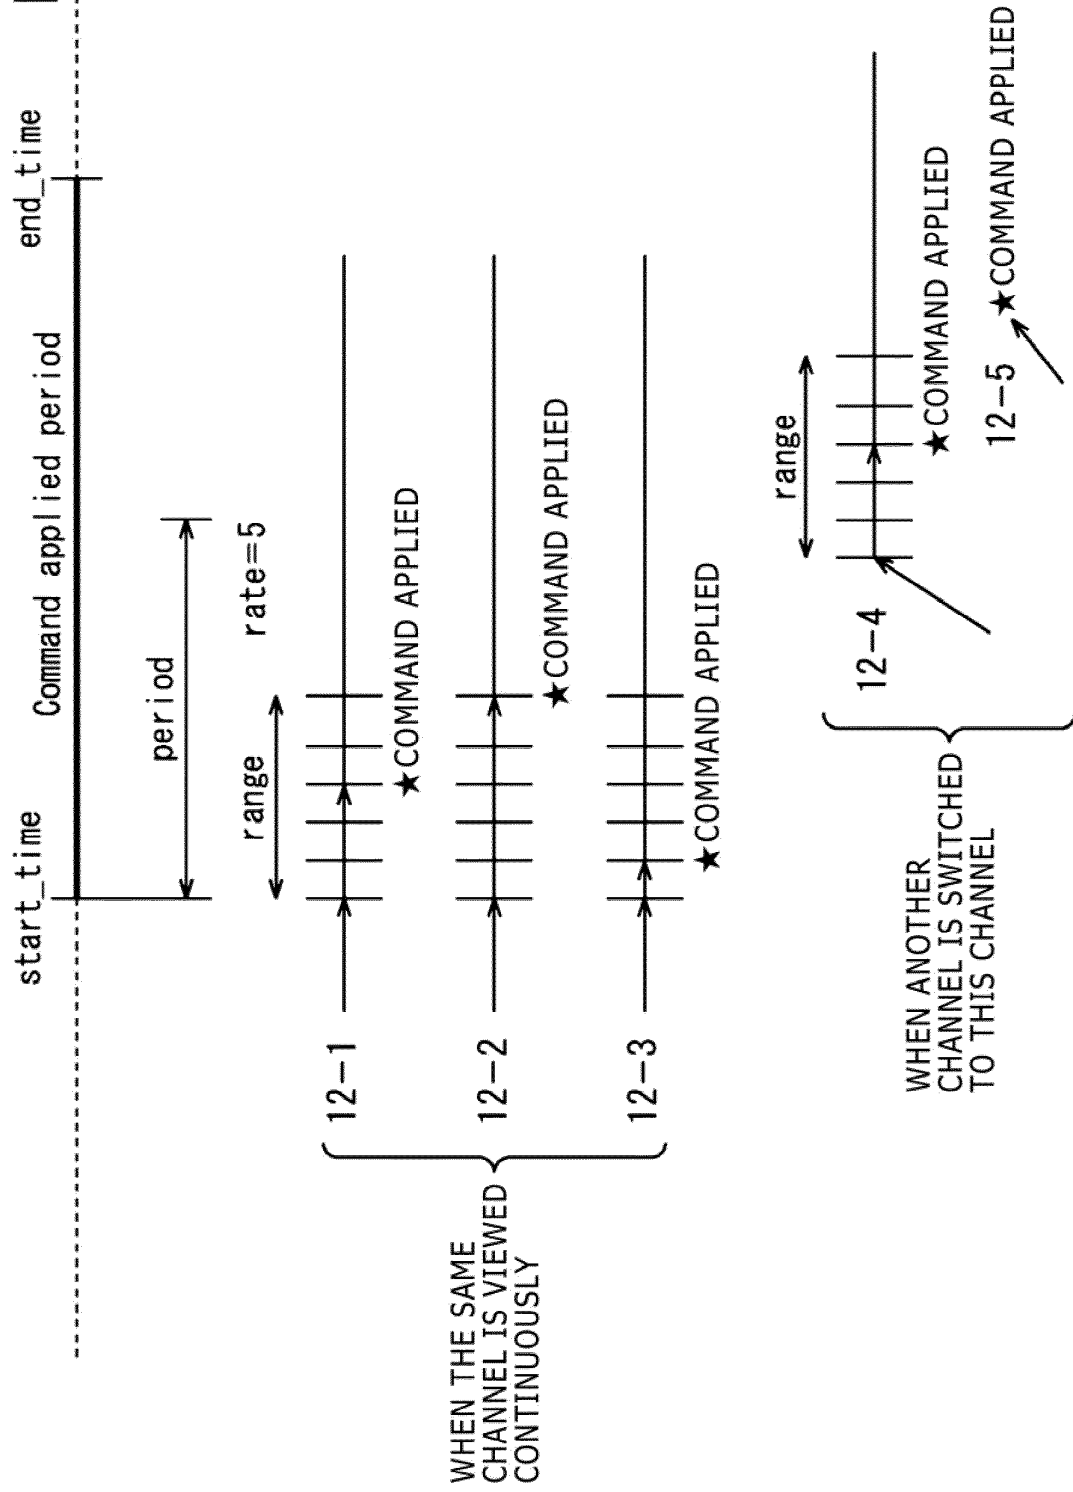 start_time
Command applied period
end_time
period
range
rate=5
12-1
★COMMAND APPLIED
12-2
★COMMAND APPLIED
12-3
★COMMAND APPLIED
WHEN THE SAME
CHANNEL IS VIEWED
CONTINUOUSLY
range
12-4
★COMMAND APPLIED
12-5
★COMMAND APPLIED
WHEN ANOTHER
CHANNEL IS SWITCHED
TO THIS CHANNEL